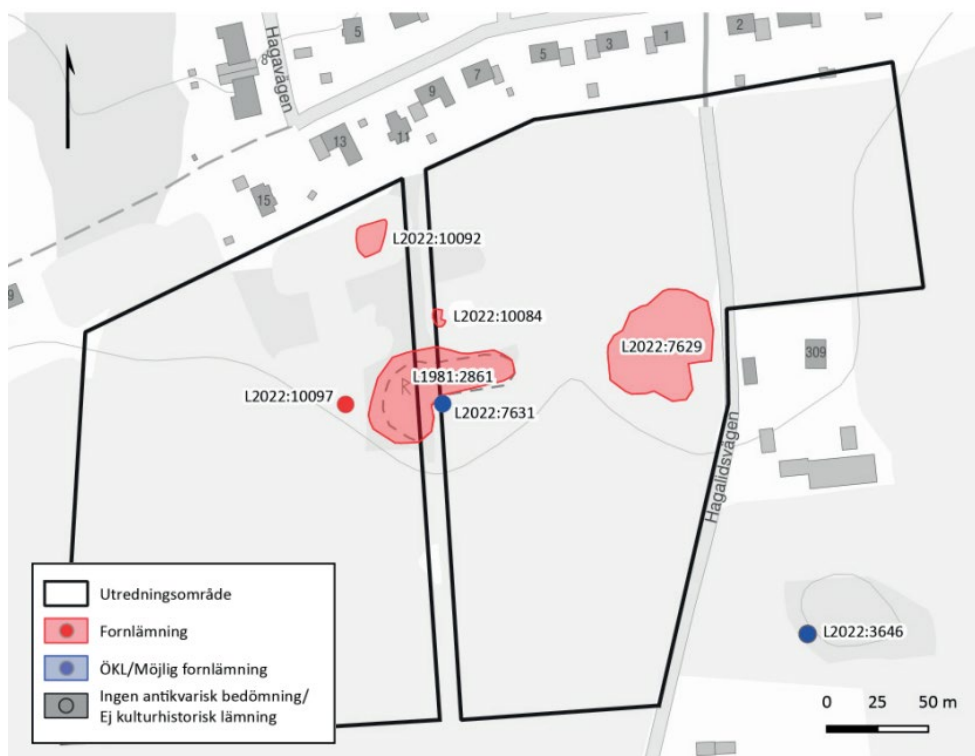 Hagavägen
5
8
5
3
1
2
7
9
11
13
15
9
L2022:10092
L2022:10084
L2022:7629
L1981:2861
R
L2022:10097
L2022:7631
309
Hagalidsvägen
L2022:3646
Utredningsområde
Fornlämning
ÖKL/Möjlig fornlämning
Ingen antikvarisk bedömning/
Ej kulturhistorisk lämning
0 25 50 m